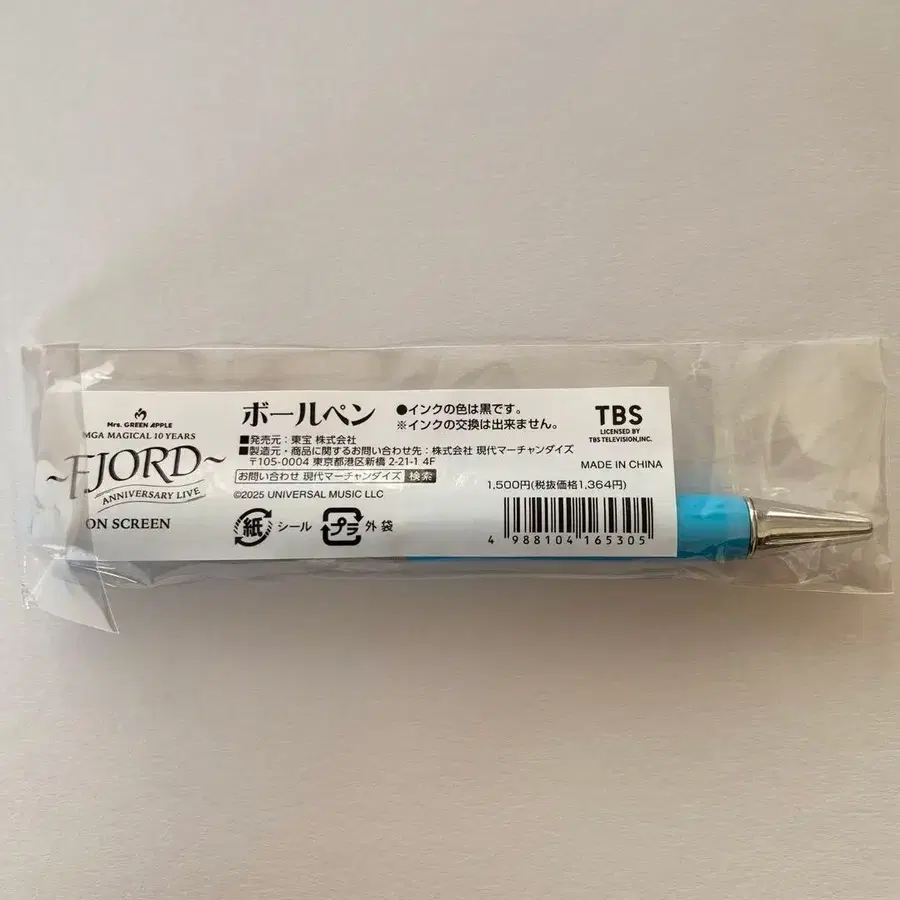 Mrs. GREEN APPLE
MGA MAGICAL 10 YEARS
~FJORD~
ANNIVERSARY LIVE
ON SCREEN
ボールペン
●インクの色は黒です。
※インクの交換は出来ません。
■発売元：東宝 株式会社
■製造元・商品に関するお問い合わせ先：株式会社 現代マーチャンダイズ
〒105-0004 東京都港区新橋 2-21-1 4F
お問い合わせ 現代マーチャンダイズ 検索
©2025 UNIVERSAL MUSIC LLC
紙 シール プラ 外袋
TBS
LICENSED BY
TBS TELEVISION,INC.
MADE IN CHINA
1,500円(税抜価格1,364円)
4 988104 165305